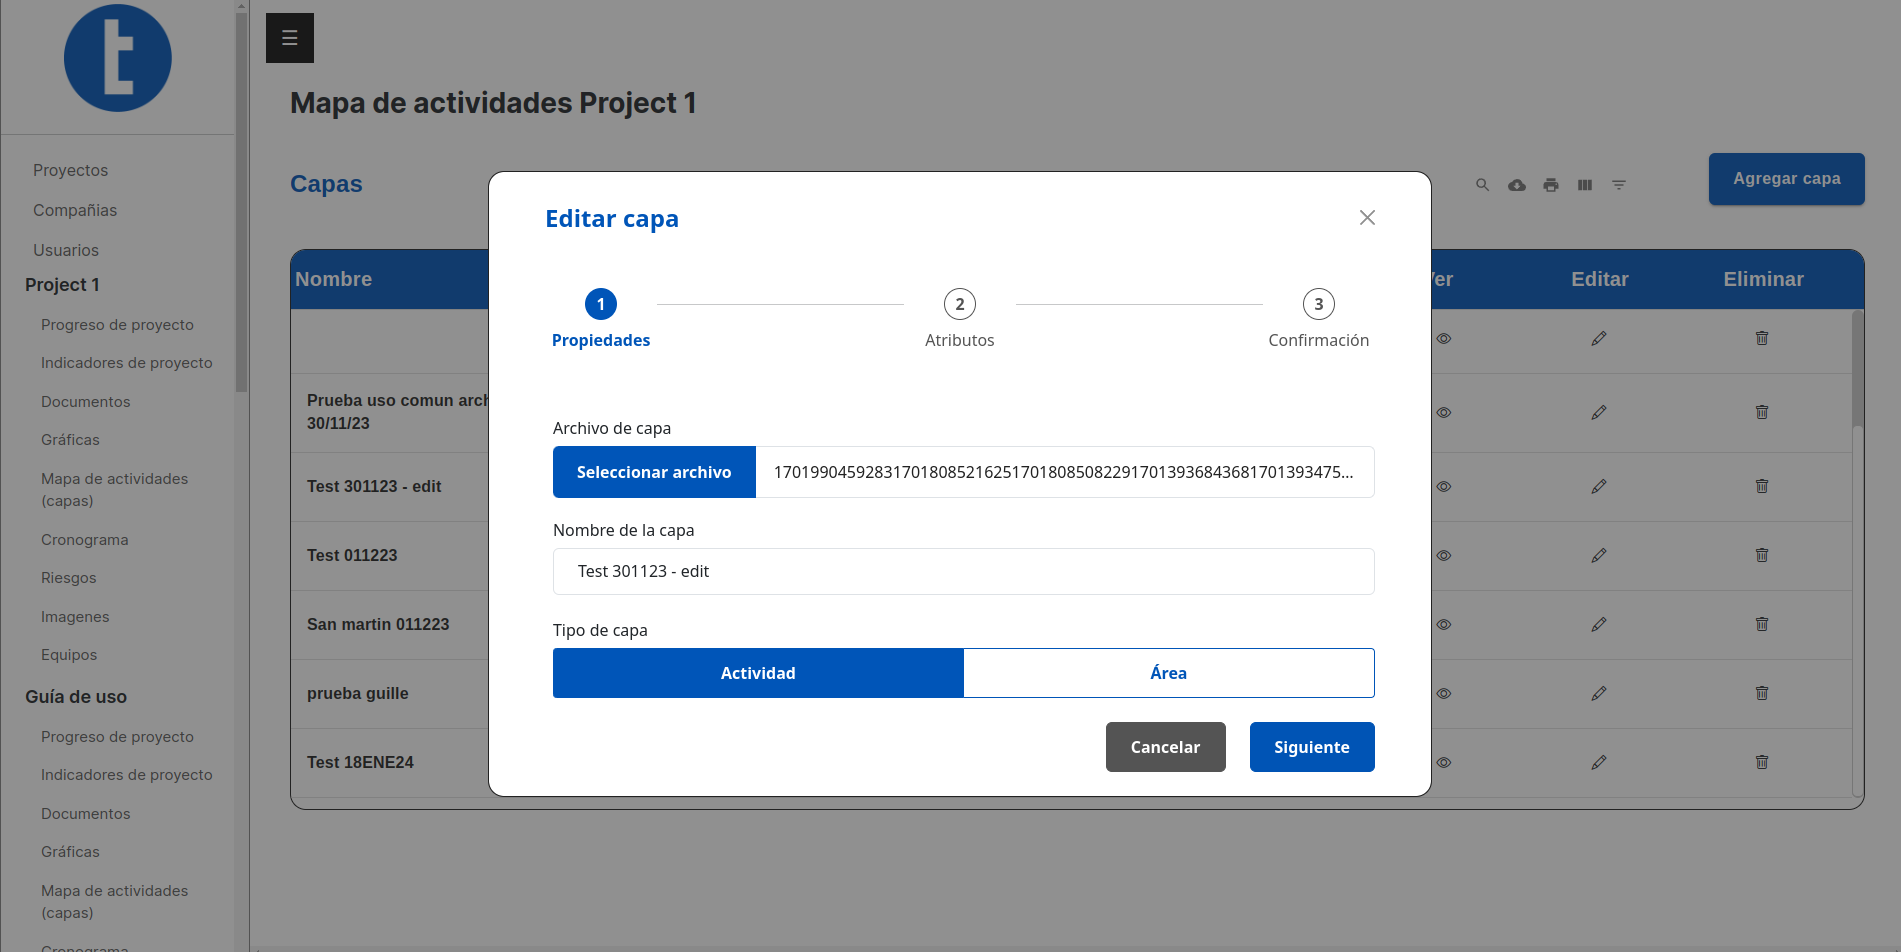 t
☰
Mapa de actividades Project 1
Proyectos
Compañias
Usuarios
Project 1
Progreso de proyecto
Indicadores de proyecto
Documentos
Gráficas
Mapa de actividades
(capas)
Cronograma
Riesgos
Imagenes
Equipos
Guía de uso
Progreso de proyecto
Indicadores de proyecto
Documentos
Gráficas
Mapa de actividades
(capas)
Cronograma
Capas
Agregar capa
Nombre
Editar
Eliminar
Prueba uso comun
30/11/23
Test 301123 - edit
Test 011223
San martin 011223
prueba guille
Test 18ENE24
Editar capa
1
2
3
Propiedades
Atributos
Confirmación
Archivo de capa
Seleccionar archivo
1701990459283170180852162517018085082291701393684368​1701393475...
Nombre de la capa
Test 301123 - edit
Tipo de capa
Actividad
Área
Cancelar
Siguiente